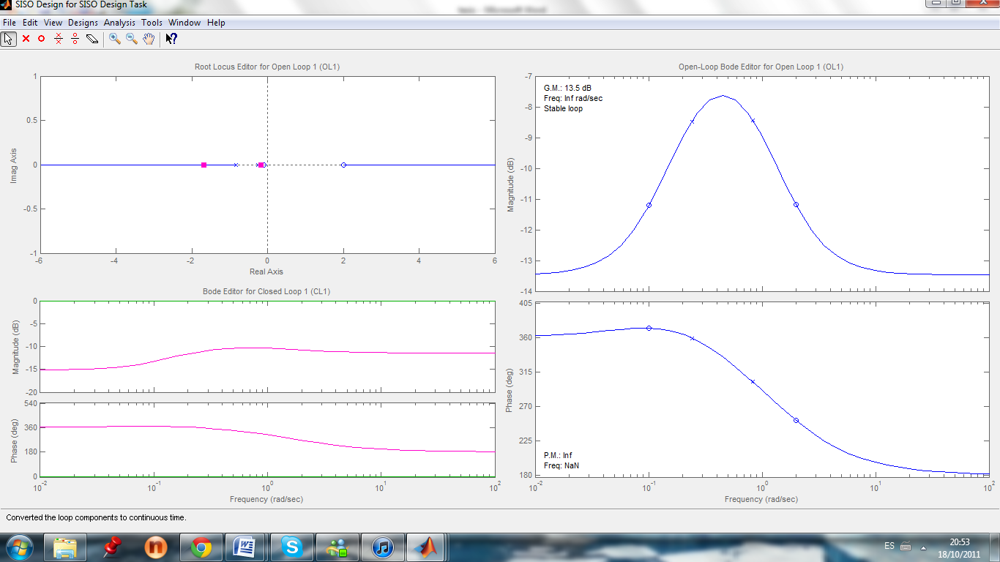 SISO Design for SISO Design Task
File Edit View Designs Analysis Tools Window Help
Root Locus Editor for Open Loop 1 (OL1)
1
0.5
0
-0.5
-1
Imag Axis
-6 -4 -2 0 2 4 6
Real Axis
Bode Editor for Closed Loop 1 (CL1)
0
-5
-10
-15
-20
Magnitude (dB)
540
360
180
0
Phase (deg)
10^-2 10^-1 10^0 10^1 10^2
Frequency (rad/sec)
Open-Loop Bode Editor for Open Loop 1 (OL1)
-7
-8
-9
-10
-11
-12
-13
-14
Magnitude (dB)
G.M.: 13.5 dB
Freq: Inf rad/sec
Stable loop
405
360
315
270
225
180
Phase (deg)
P.M.: Inf
Freq: NaN
10^-2 10^-1 10^0 10^1 10^2
Frequency (rad/sec)
Converted the loop components to continuous time.
ES
20:53
18/10/2011